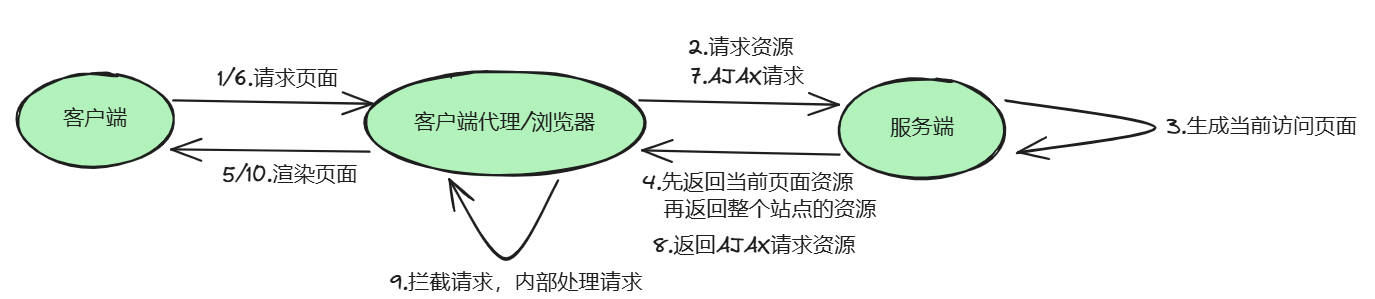 2.请求资源
1/6.请求页面
7.AJAX请求
客户端
客户端代理/浏览器
服务端
3.生成当前访问页面
5/10.渲染页面
4.先返回当前页面资源
再返回整个站点的资源
8.返回AJAX请求资源
9.拦截请求，内部处理请求